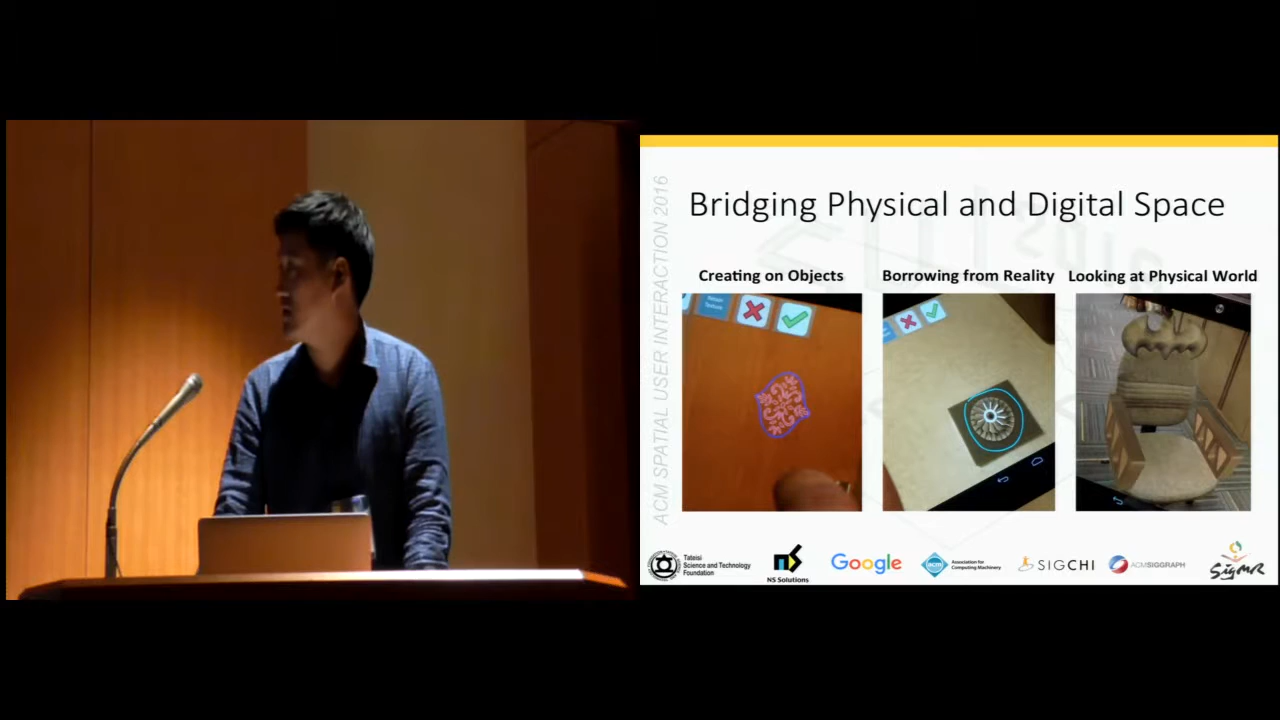 Bridging Physical and Digital Space
ACM SPATIAL USER INTERACTION 2016
Creating on Objects
Borrowing from Reality
Looking at Physical World
Tateisi
Science and Technology
Foundation
NS Solutions
Google
acm
Association for
Computing Machinery
SIGCHI
ACMSIGGRAPH
SigMR